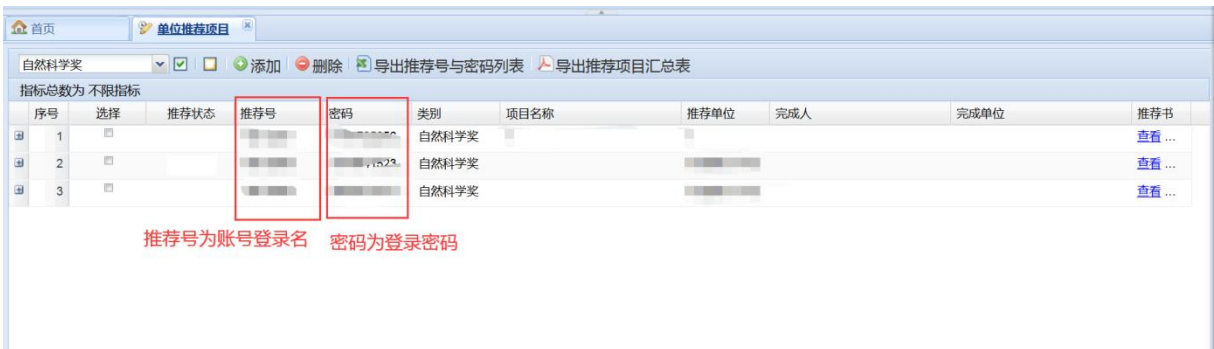 首页 单位推荐项目
自然科学奖 添加 删除 导出推荐号与密码列表 导出推荐项目汇总表
指标总数为 不限指标
序号 选择 推荐状态 推荐号 密码 类别 项目名称 推荐单位 完成人 完成单位 推荐书
1 自然科学奖 查看 ...
2 自然科学奖 查看 ...
3 自然科学奖 查看 ...
推荐号为账号登录名 密码为登录密码